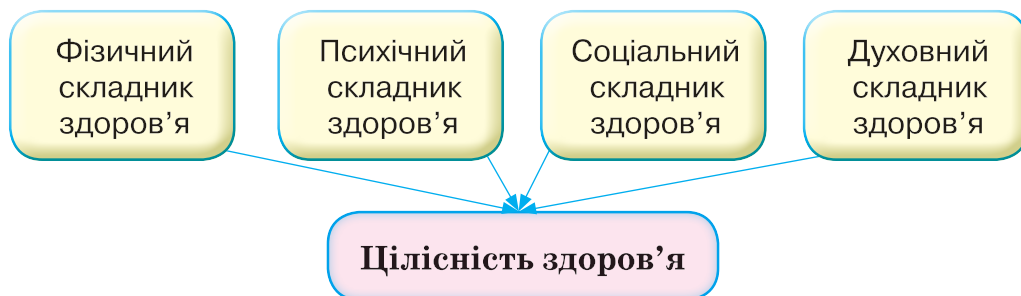 Фізичний
складник
здоров’я
Психічний
складник
здоров’я
Соціальний
складник
здоров’я
Духовний
складник
здоров’я
Цілісність здоров’я